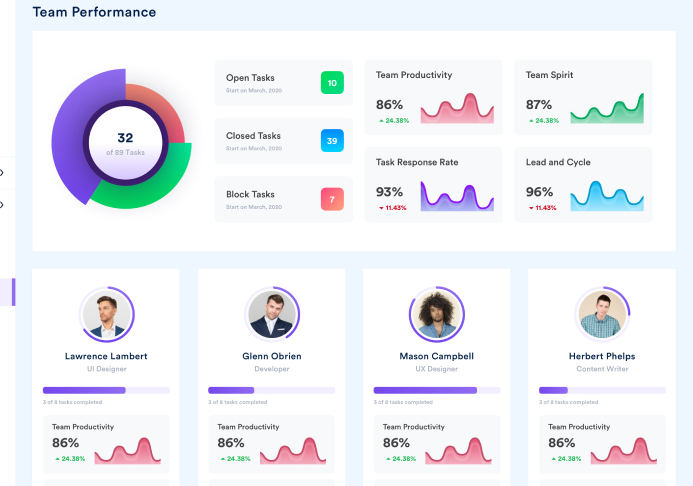 Team Performance
32
of 89 Tasks
Open Tasks
Start on March, 2020
10
Closed Tasks
Start on March, 2020
39
Block Tasks
Start on March, 2020
7
Team Productivity
86%
24.38%
Team Spirit
87%
24.38%
Task Response Rate
93%
11.43%
Lead and Cycle
96%
11.43%
Lawrence Lambert
UI Designer
3 of 8 tasks completed
Team Productivity
86%
24.38%
Glenn Obrien
Developer
3 of 8 tasks completed
Team Productivity
86%
24.38%
Mason Campbell
UX Designer
3 of 8 tasks completed
Team Productivity
86%
24.38%
Herbert Phelps
Content Writer
3 of 8 tasks completed
Team Productivity
86%
24.38%